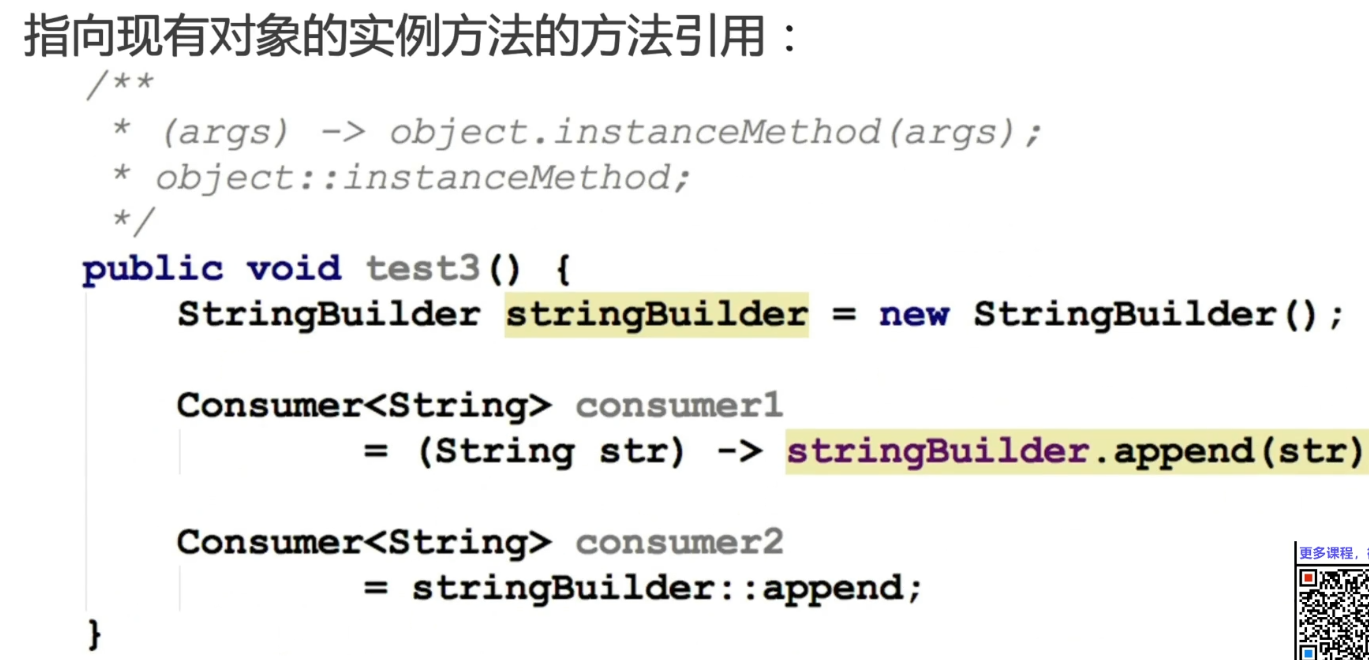 指向现有对象的实例方法的方法引用：
/**
* (args) -> object.instanceMethod(args);
* object::instanceMethod;
*/
public void test3() {
StringBuilder stringBuilder = new StringBuilder();
Consumer<String> consumer1
= (String str) -> stringBuilder.append(str)
Consumer<String> consumer2
= stringBuilder::append;
}
更多课程，